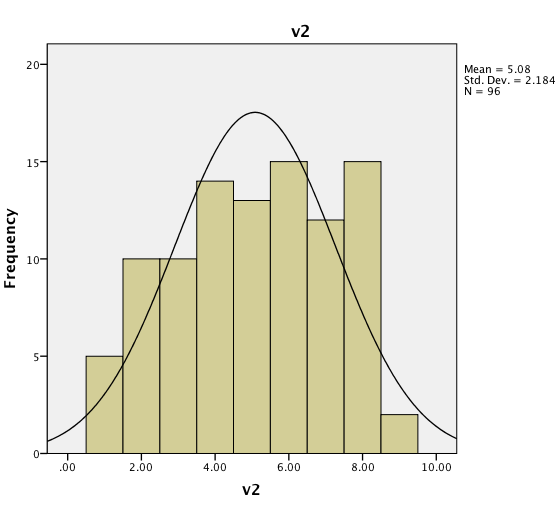 v2
Mean = 5.08
Std. Dev. = 2.184
N = 96
Frequency
20
15
10
5
0
.00 2.00 4.00 6.00 8.00 10.00
v2